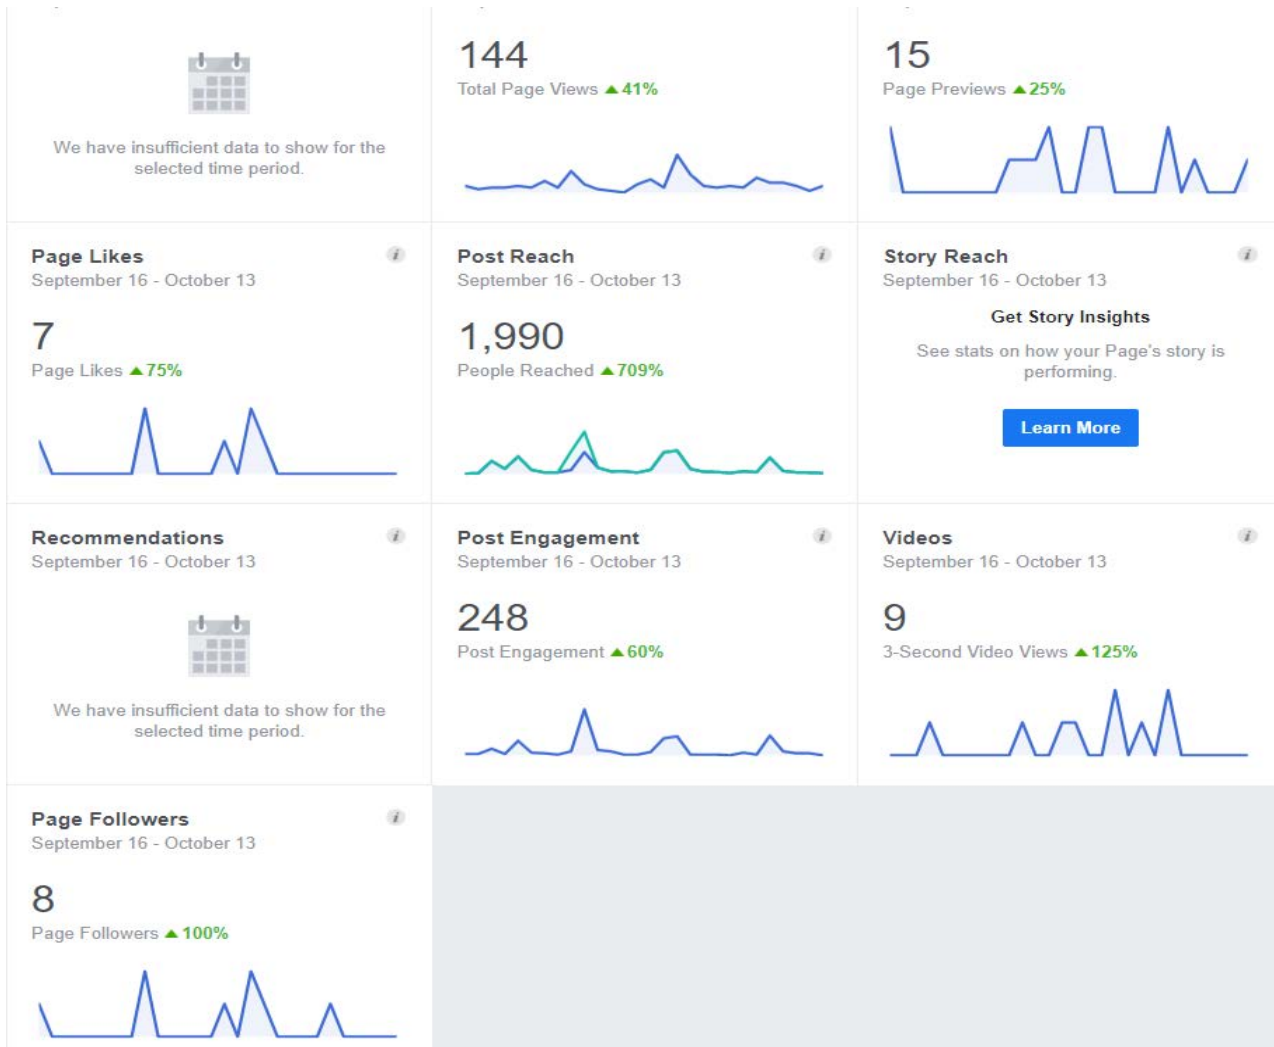 We have insufficient data to show for the
selected time period.
144
Total Page Views ▲41%
15
Page Previews ▲25%
Page Likes
September 16 - October 13
7
Page Likes ▲75%
Post Reach
September 16 - October 13
1,990
People Reached ▲709%
Story Reach
September 16 - October 13
Get Story Insights
See stats on how your Page's story is
performing.
Learn More
Recommendations
September 16 - October 13
We have insufficient data to show for the
selected time period.
Post Engagement
September 16 - October 13
248
Post Engagement ▲60%
Videos
September 16 - October 13
9
3-Second Video Views ▲125%
Page Followers
September 16 - October 13
8
Page Followers ▲100%